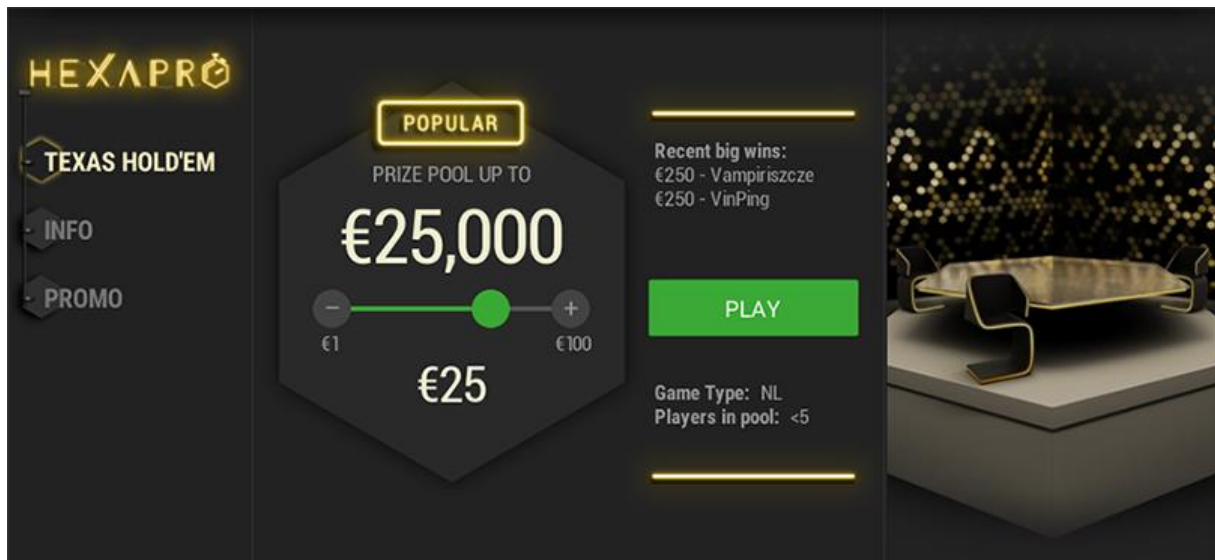 HEXAPRO
TEXAS HOLD'EM
INFO
PROMO
POPULAR
PRIZE POOL UP TO
€25,000
− +
€1 €100
€25
Recent big wins:
€250 - Vampiriszcze
€250 - VinPing
PLAY
Game Type: NL
Players in pool: <5